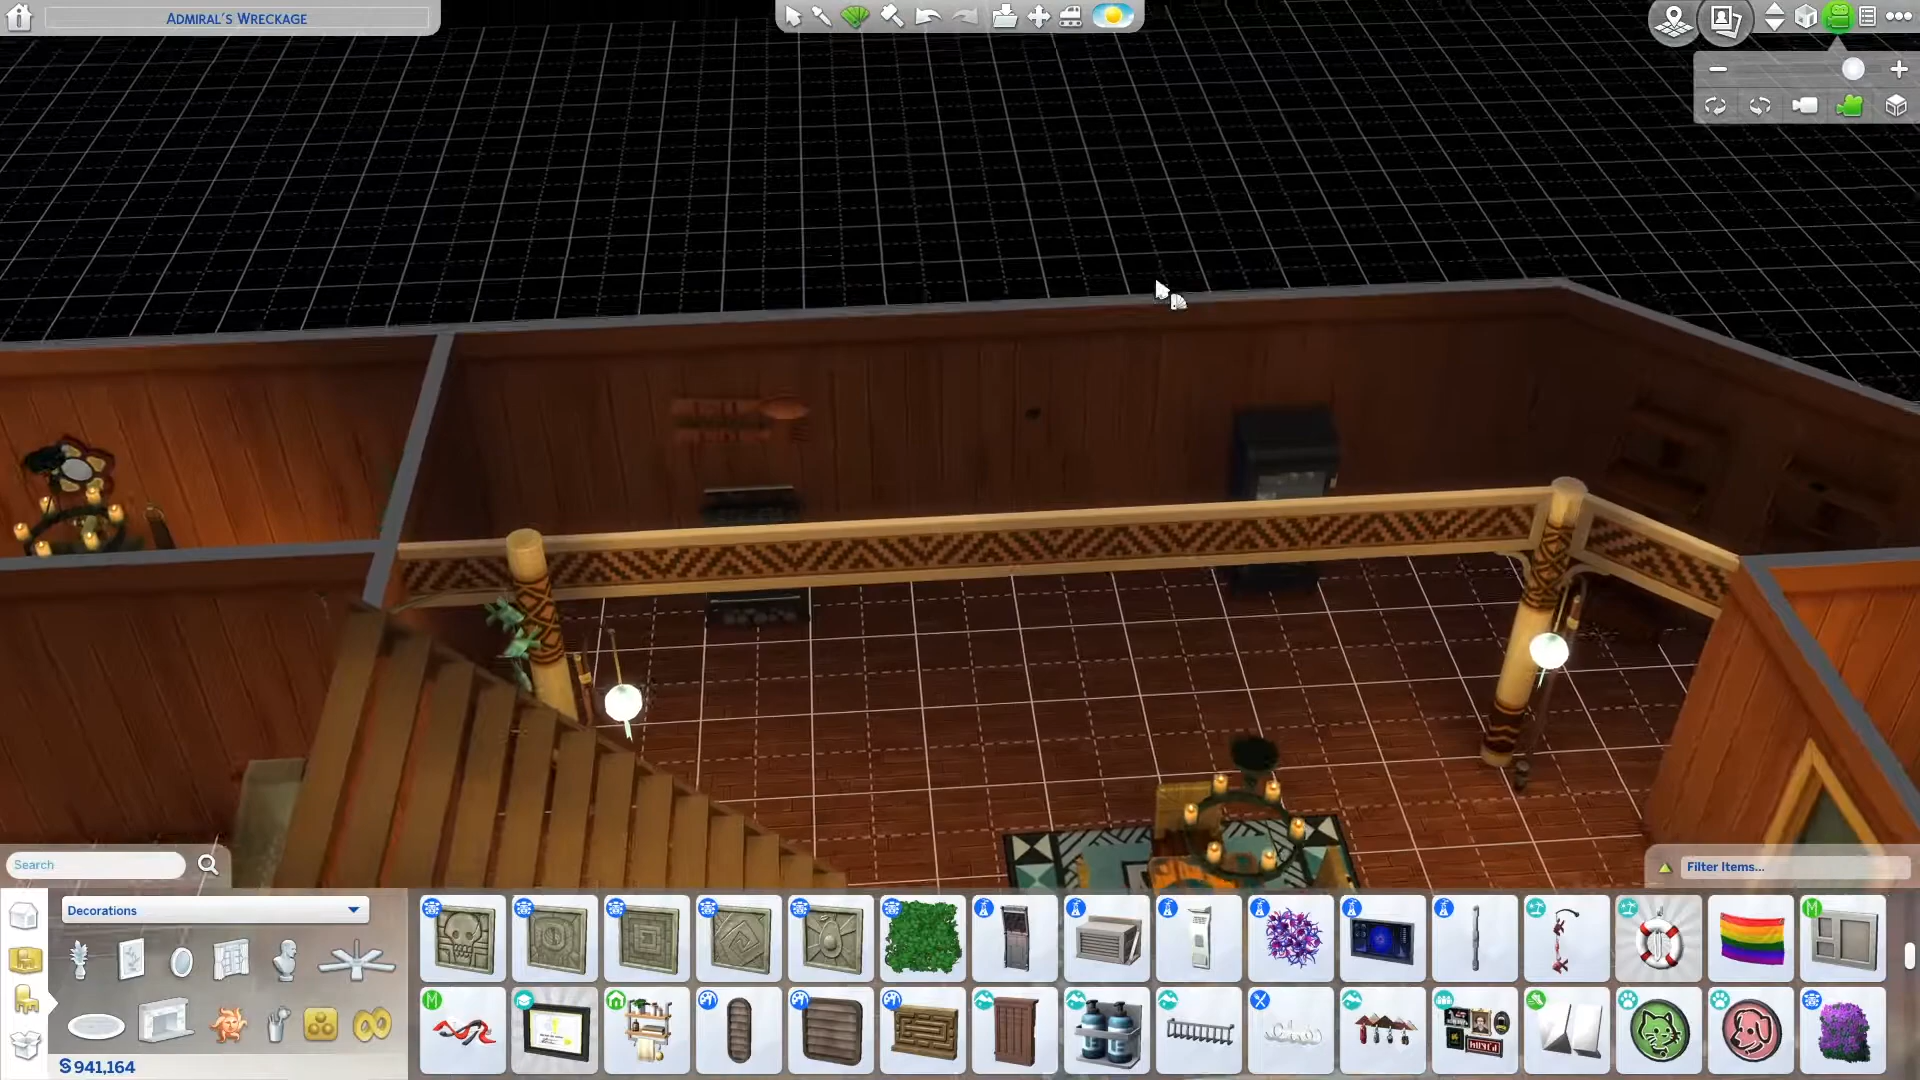 ADMIRAL'S WRECKAGE
Search
Filter Items...
Decorations
M
M
§941,164